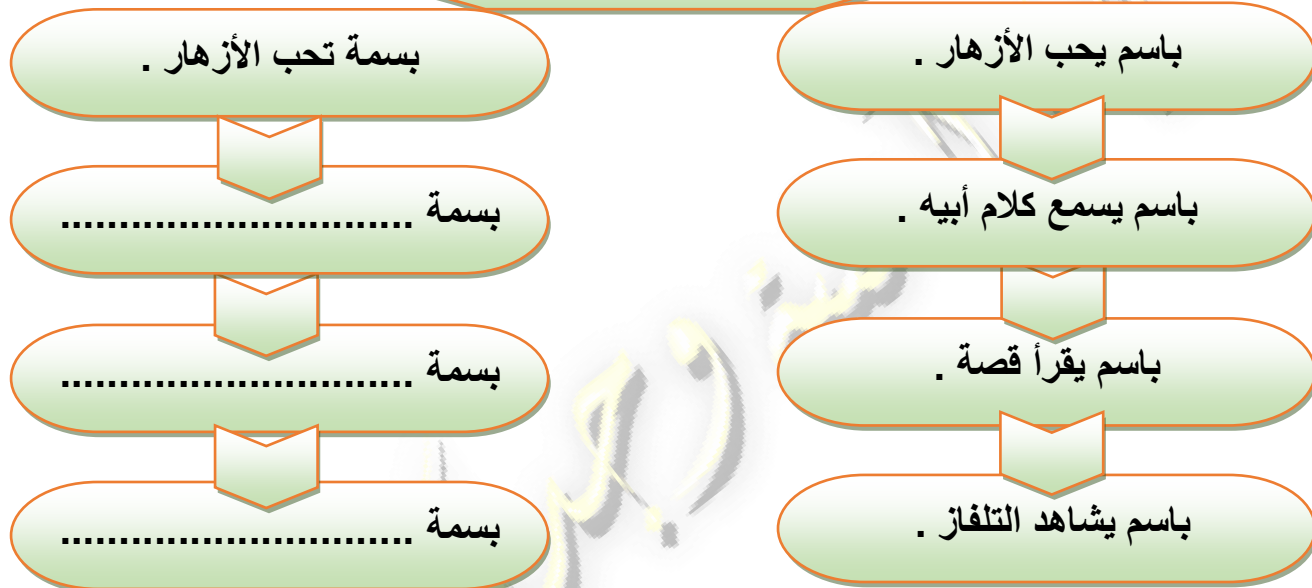 باسم يحب الأزهار .
بسمة تحب الأزهار .
باسم يسمع كلام أبيه .
بسمة ..............................
باسم يقرأ قصة .
بسمة ..............................
باسم يشاهد التلفاز .
بسمة ..............................